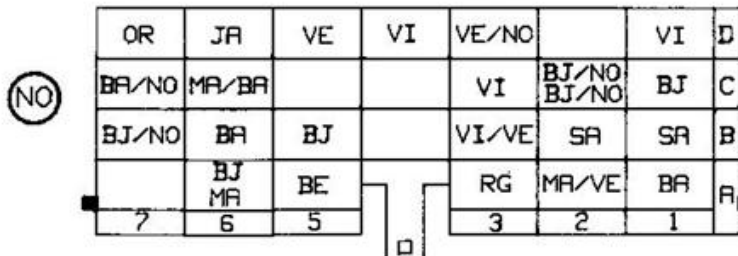 OR JA VE VI VE/NO VI D
NO
BA/NO MA/BA VI BJ/NO BJ C
BJ/NO
BJ/NO BA BJ VI/VE SA SA B
BJ BE RG MA/VE BA A
MA
7 6 5 3 2 1